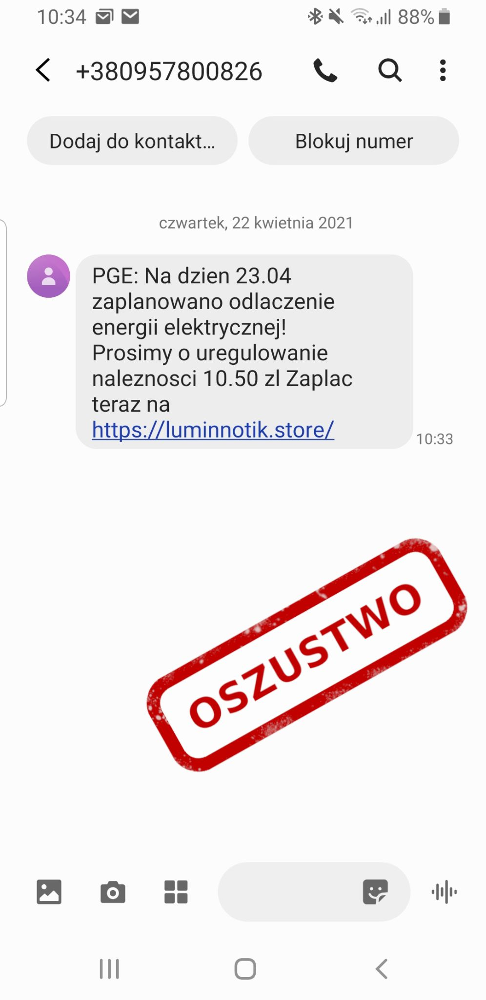 10:34
88%
+380957800826
Dodaj do kontakt...
Blokuj numer
czwartek, 22 kwietnia 2021
PGE: Na dzien 23.04
zaplanowano odlaczenie
energii elektrycznej!
Prosimy o uregulowanie
naleznosci 10.50 zl Zaplac
teraz na
https://luminnotik.store/
10:33
OSZUSTWO